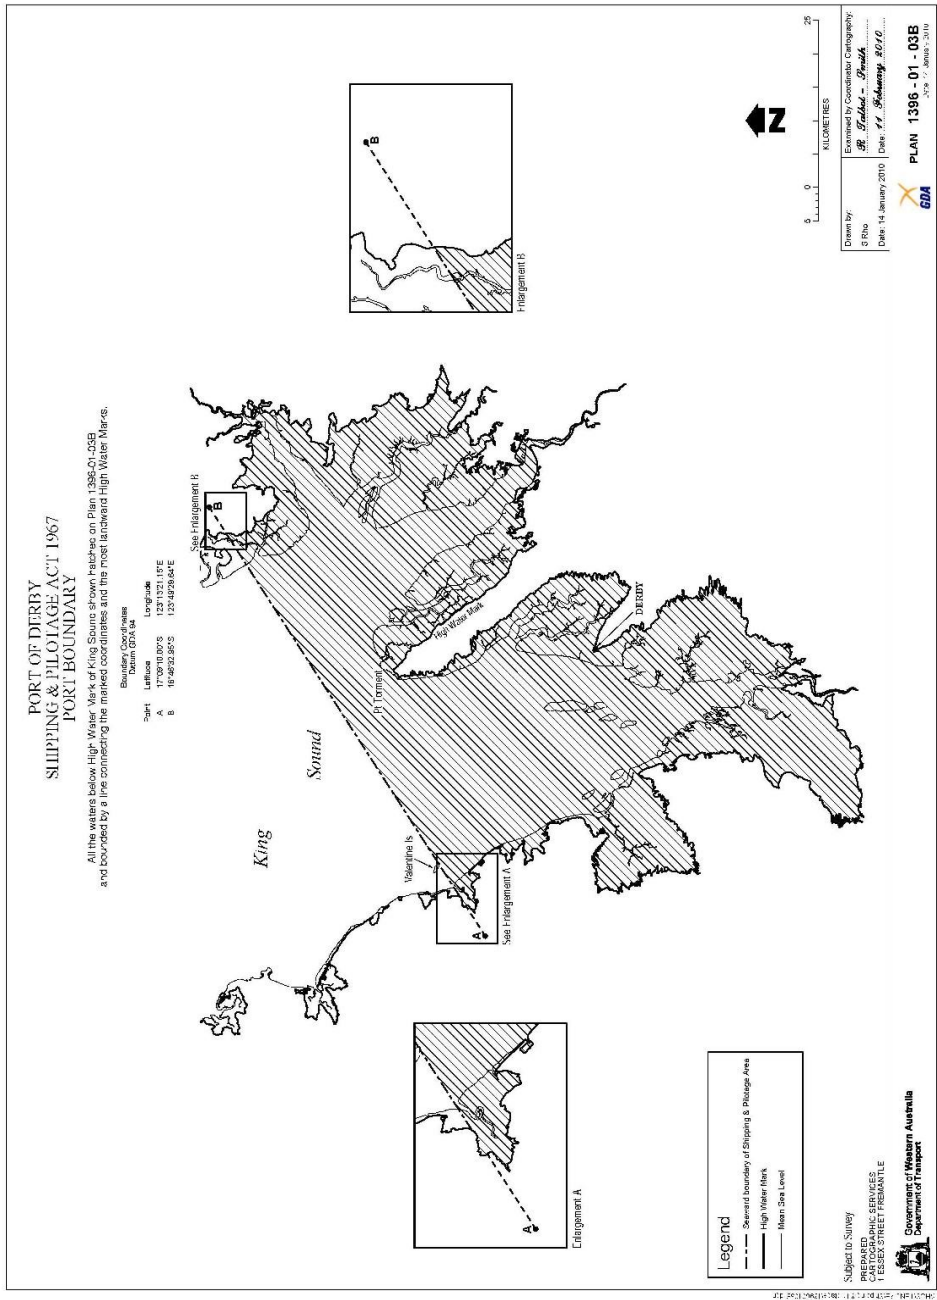 PORT OF DERBY
SHIPPING & PILOTAGE ACT 1967
PORT BOUNDARY
All the waters below High Water Mark of King Sound shown hatched on Plan 1396-01-03B
and bounded by a line connecting the marked coordinates and the most landward High Water Marks.
Boundary Coordinates
Datum GDA 94
Point Latitude Longitude
A 17°09'10.00"S 123°13'21.15"E
B 16°46'32.95"S 123°49'29.64"E
King
Sound
See Enlargement B
B
Valentine Is
A
See Enlargement A
Pt Torment
High Water Mark
DERBY
A
Enlargement A
B
Enlargement B
N
5 0 25
KILOMETRES
Legend
Seaward boundary of Shipping & Pilotage Area
High Water Mark
Mean Sea Level
Subject to Survey
PREPARED
CARTOGRAPHIC SERVICES
1 ESSEX STREET FREMANTLE
Government of Western Australia
Department of Transport
Drawn by:
S Rho
Date: 14 January 2010
Examined by Coordinator Cartography:
R Talbot - Smith
Date: 11 February 2010
GDA
PLAN 1396 - 01 - 03B